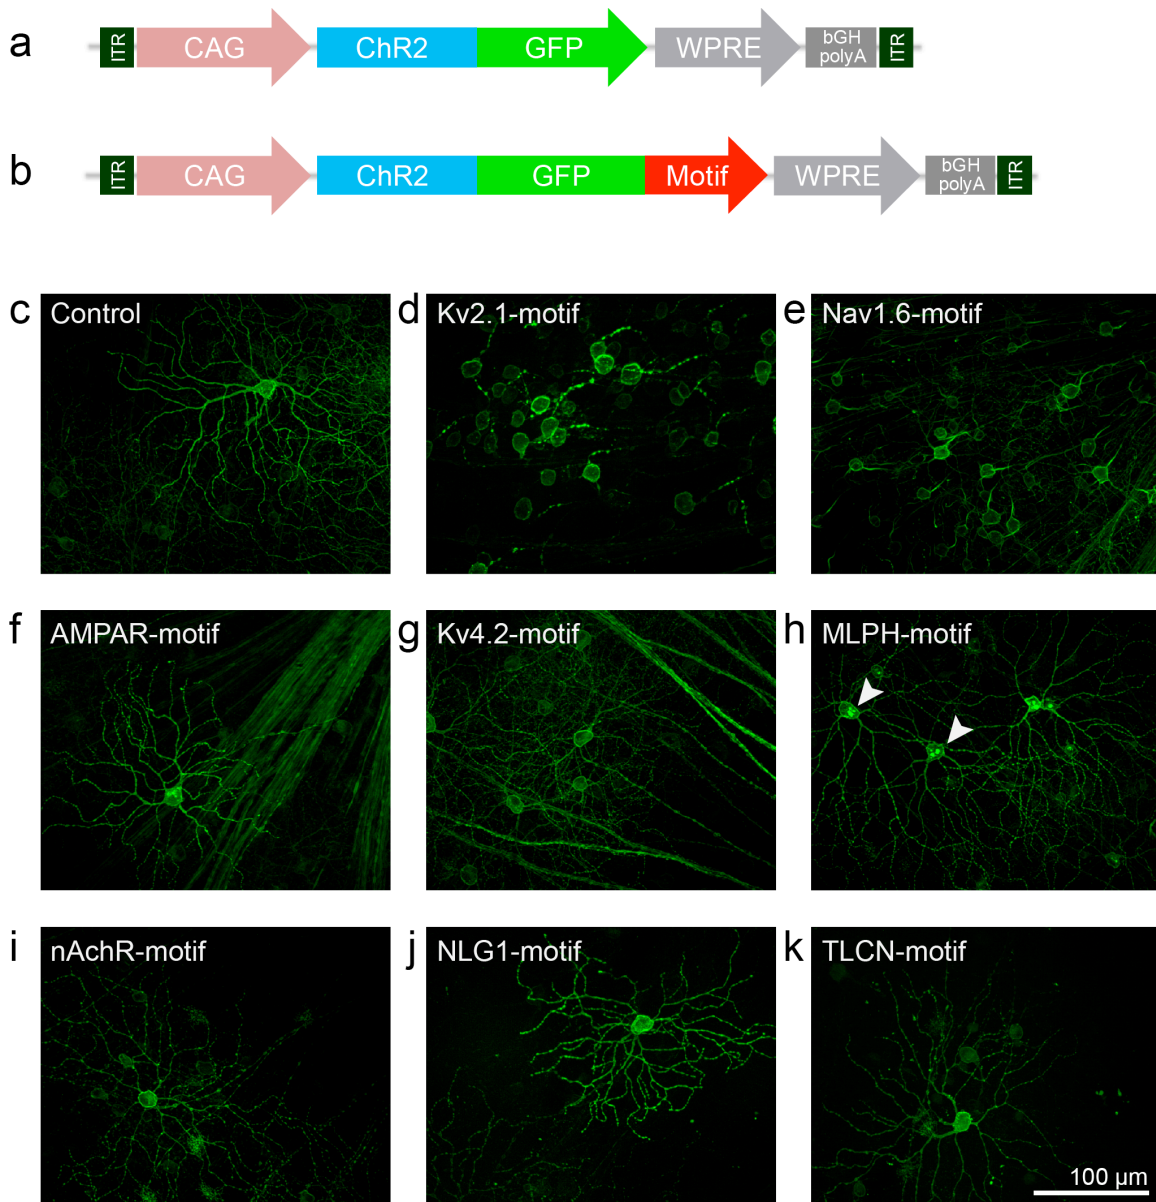 a
ITR CAG ChR2 GFP WPRE bGH polyA ITR
b
ITR CAG ChR2 GFP Motif WPRE bGH polyA ITR
c Control
d Kv2.1-motif
e Nav1.6-motif
f AMPAR-motif
g Kv4.2-motif
h MLPH-motif
i nAchR-motif
j NLG1-motif
k TLCN-motif
100 µm